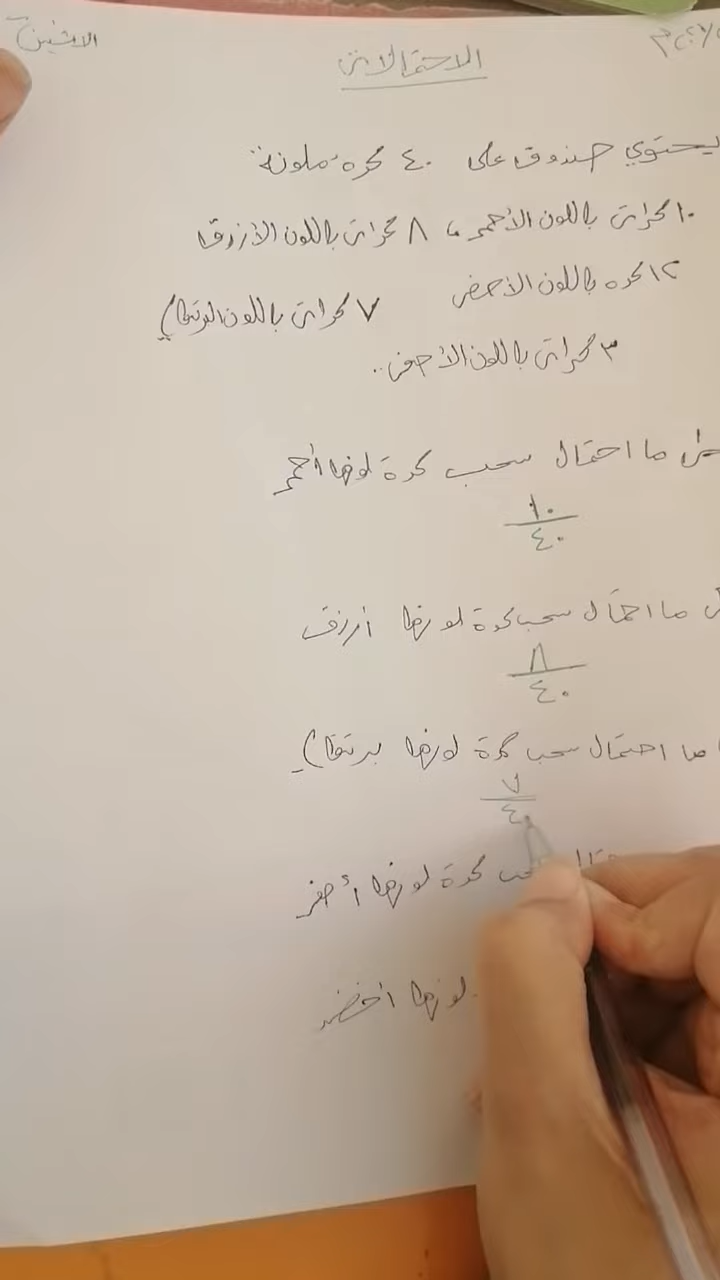 الاثنين
الاحتمالات
يحتوي صندوق على ٤٠ كره ملونة
١٠ كرات باللون الأحمر، ٨ كرات باللون الأزرق
١٢ كره باللون الأخضر ٧ كرات باللون البرتقالي
٣ كرات باللون الأصفر..
ما احتمال سحب كرة لونها أحمر
١٠
٤٠
ما احتمال سحب كرة لونها أزرق
٨
٤٠
ما احتمال سحب كرة لونها برتقالي
٧
٤٠
كرة لونها أصفر
لونها أخضر